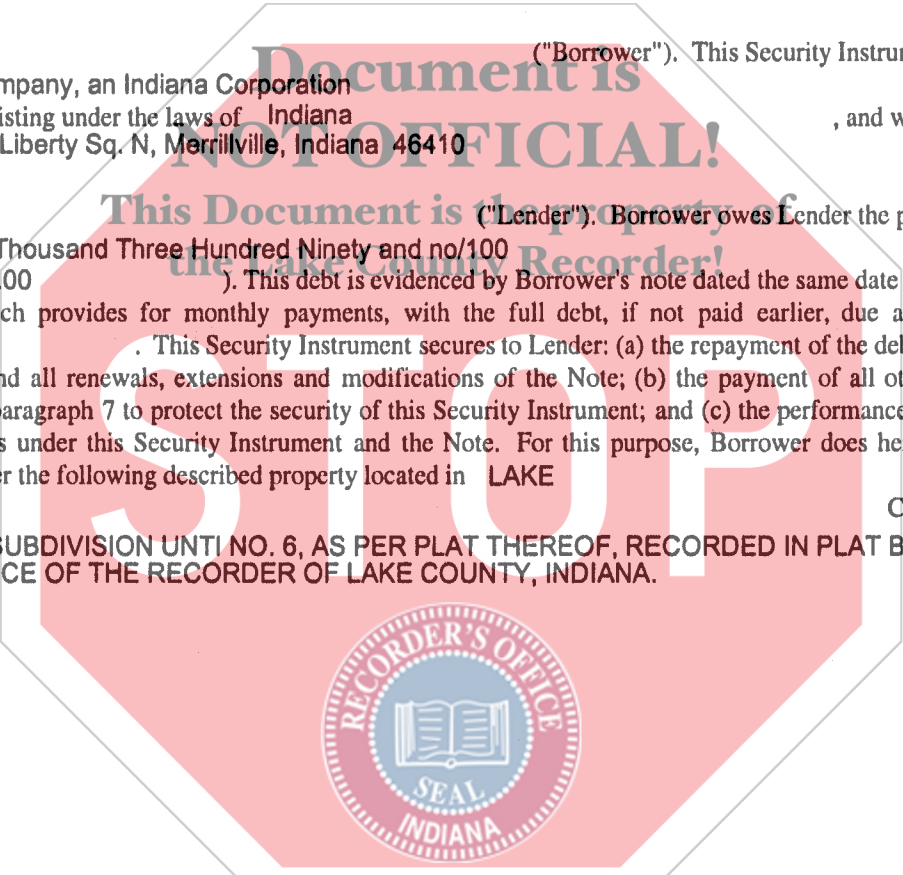 ("Borrower"). This Security Instrum
mpany, an Indiana Corporation
isting under the laws of Indiana , and w
Liberty Sq. N, Merrillville, Indiana 46410
("Lender"). Borrower owes Lender the p
Thousand Three Hundred Ninety and no/100
00 ). This debt is evidenced by Borrower's note dated the same date
ch provides for monthly payments, with the full debt, if not paid earlier, due a
. This Security Instrument secures to Lender: (a) the repayment of the deb
nd all renewals, extensions and modifications of the Note; (b) the payment of all ot
paragraph 7 to protect the security of this Security Instrument; and (c) the performance
s under this Security Instrument and the Note. For this purpose, Borrower does he
r the following described property located in LAKE
C
SUBDIVISION UNTI NO. 6, AS PER PLAT THEREOF, RECORDED IN PLAT B
CE OF THE RECORDER OF LAKE COUNTY, INDIANA.
Document is
NOT OFFICIAL!
This Document is the property of
the Lake County Recorder!
STOP
RECORDER'S OFFICE
SEAL
INDIANA